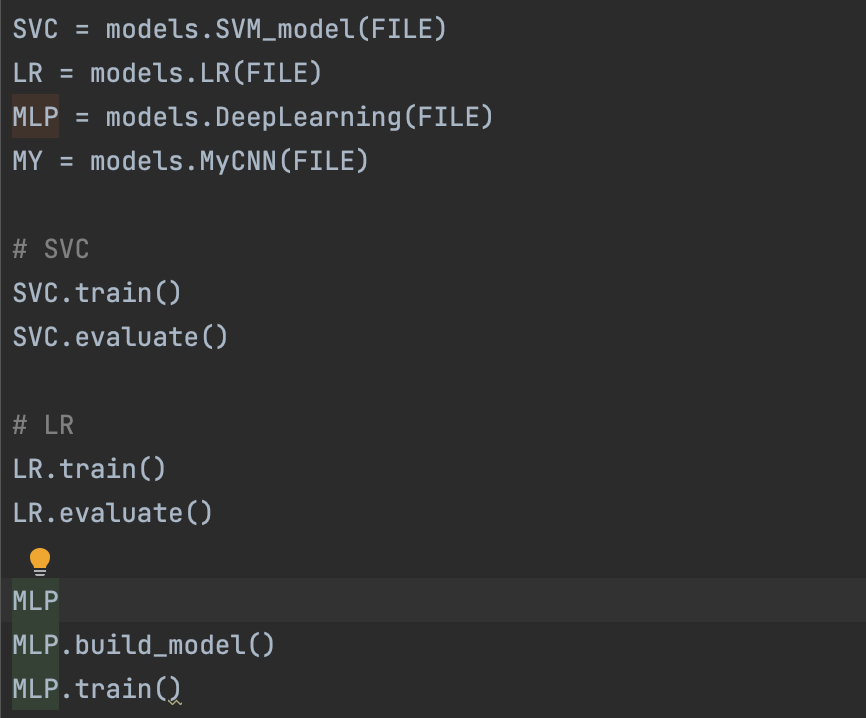 SVC = models.SVM_model(FILE)
LR = models.LR(FILE)
MLP = models.DeepLearning(FILE)
MY = models.MyCNN(FILE)
# SVC
SVC.train()
SVC.evaluate()
# LR
LR.train()
LR.evaluate()
MLP
MLP.build_model()
MLP.train()